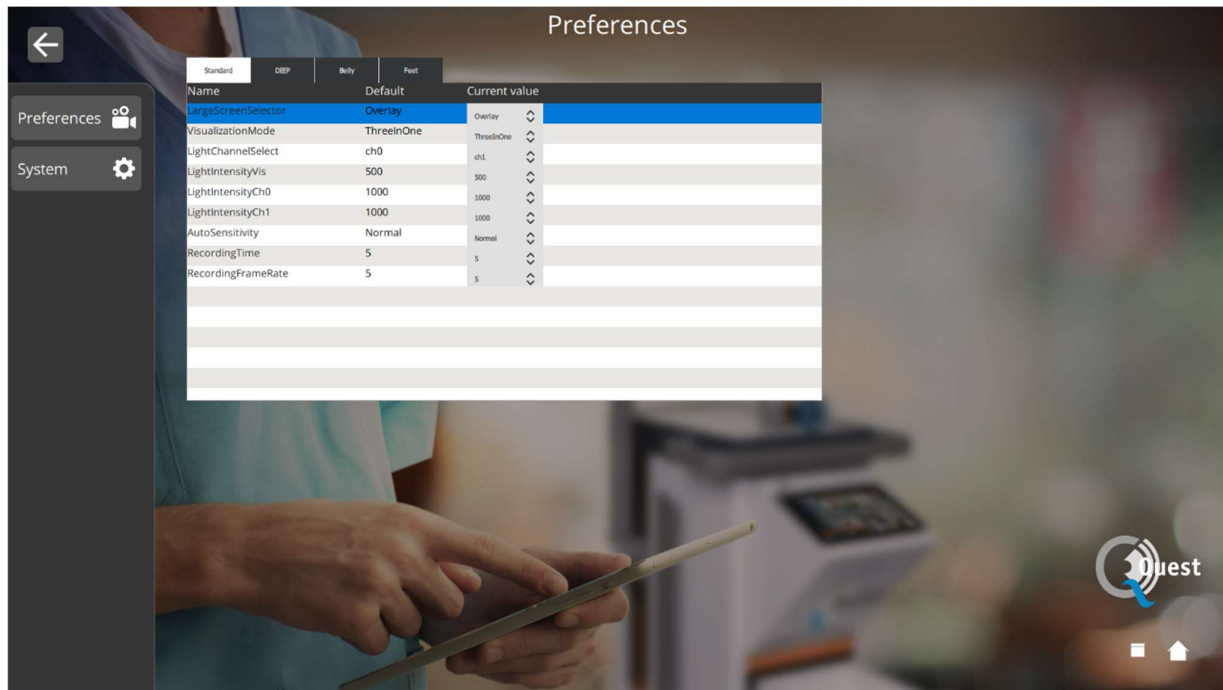 Preferences
Standard DIEP Belly Feet
Name Default Current value
LargeScreenSelector Overlay Overlay
VisualizationMode ThreeInOne ThreeInOne
LightChannelSelect ch0 ch1
LightIntensityVis 500 500
LightIntensityCh0 1000 1000
LightIntensityCh1 1000 1000
AutoSensitivity Normal Normal
RecordingTime 5 5
RecordingFrameRate 5 5
Preferences
System
Quest